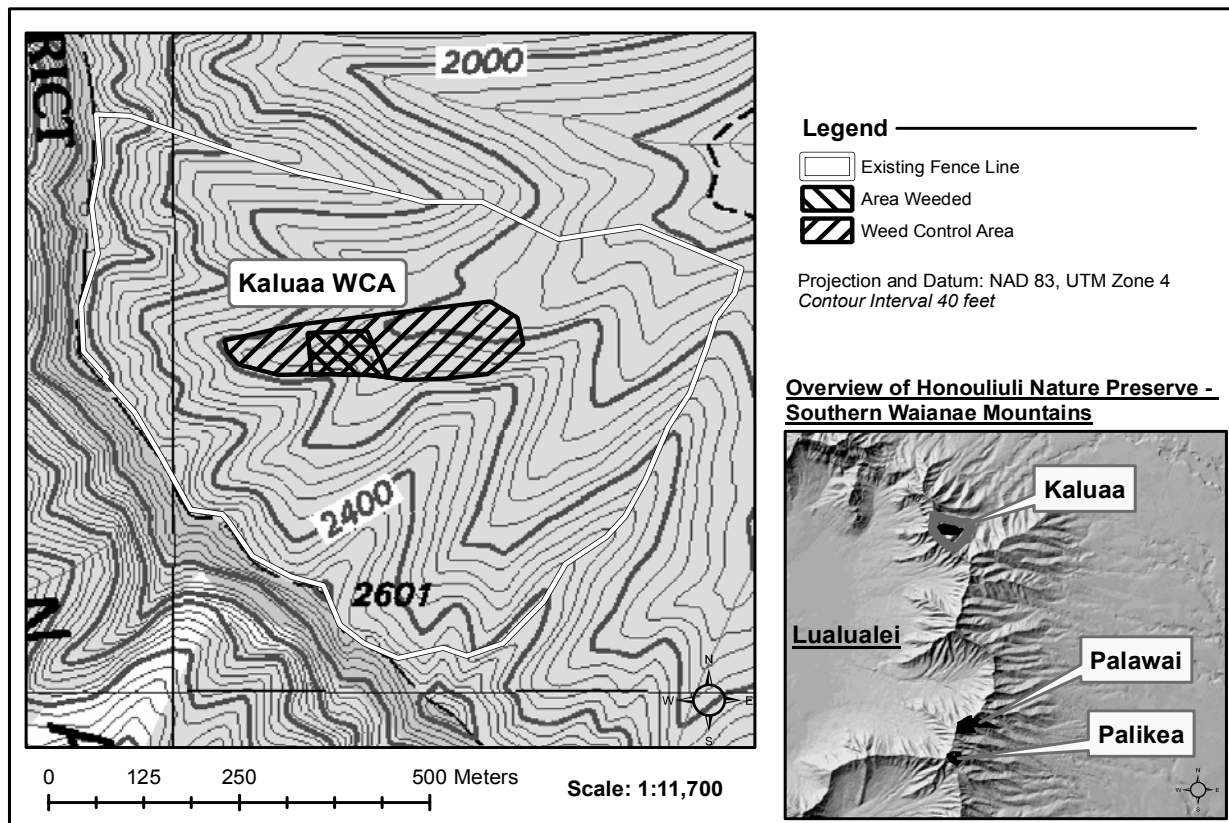 RICT
2000
Kaluaa WCA
2400
2601
N
N
W
E
S
0
125
250
500 Meters
Scale: 1:11,700
Legend
Existing Fence Line
Area Weeded
Weed Control Area
Projection and Datum: NAD 83, UTM Zone 4
Contour Interval 40 feet
Overview of Honouliuli Nature Preserve -
Southern Waianae Mountains
Kaluaa
Lualualei
Palawai
Palikea
N
W
E
S